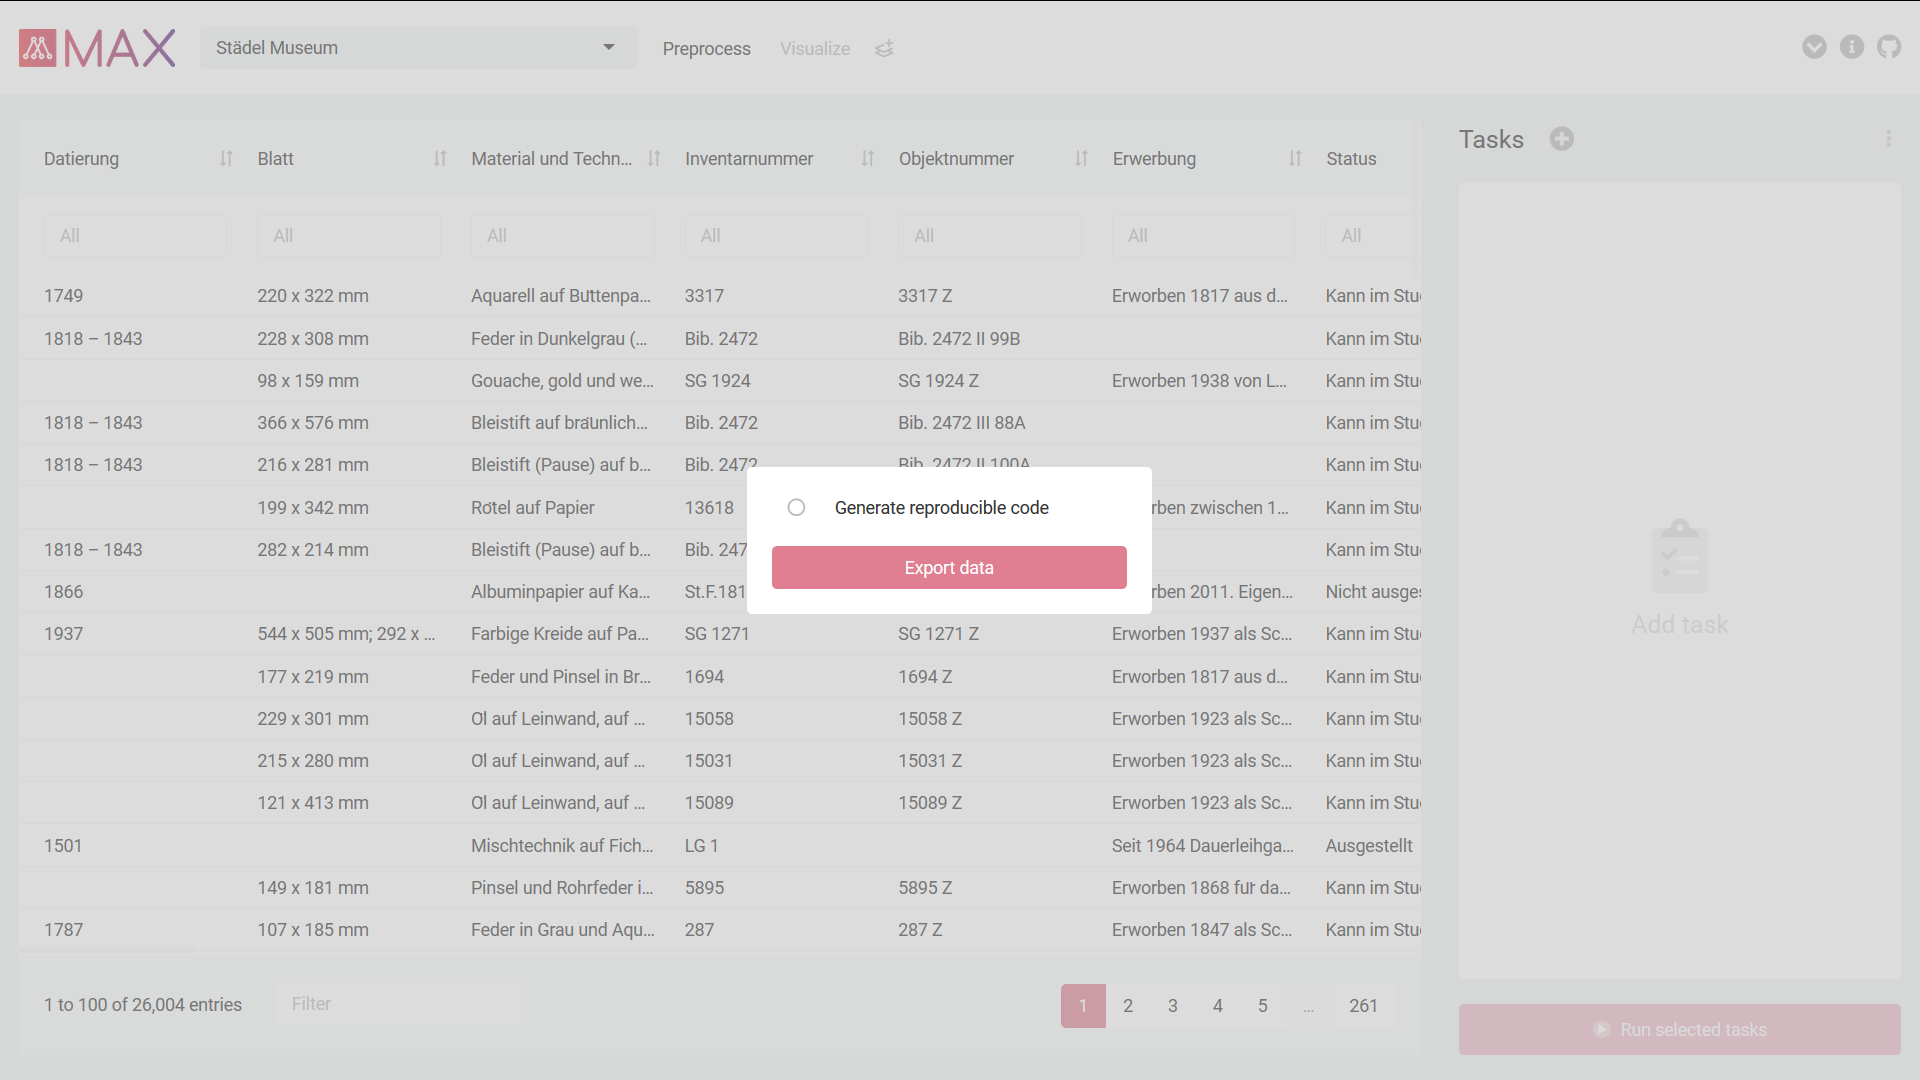 MAX
Städel Museum
Preprocess
Visualize
Datierung Blatt Material und Techn... Inventarnummer Objektnummer Erwerbung Status
All All All All All All All
1749 220 x 322 mm Aquarell auf Büttenpa... 3317 3317 Z Erworben 1817 aus d... Kann im Stu
1818 – 1843 228 x 308 mm Feder in Dunkelgrau (... Bib. 2472 Bib. 2472 II 99B Kann im Stu
98 x 159 mm Gouache, gold und we... SG 1924 SG 1924 Z Erworben 1938 von L... Kann im Stu
1818 – 1843 366 x 576 mm Bleistift auf bräunlich... Bib. 2472 Bib. 2472 III 88A Kann im Stu
1818 – 1843 216 x 281 mm Bleistift (Pause) auf b... Bib. 2472 Bib. 2472 II 100A Kann im Stu
199 x 342 mm Rötel auf Papier 13618 rben zwischen 1... Kann im Stu
1818 – 1843 282 x 214 mm Bleistift (Pause) auf b... Bib. 247 Kann im Stu
1866 Albuminpapier auf Ka... St.F.181 rben 2011. Eigen... Nicht ausges
1937 544 x 505 mm; 292 x ... Farbige Kreide auf Pa... SG 1271 SG 1271 Z Erworben 1937 als Sc... Kann im Stu
177 x 219 mm Feder und Pinsel in Br... 1694 1694 Z Erworben 1817 aus d... Kann im Stu
229 x 301 mm Öl auf Leinwand, auf ... 15058 15058 Z Erworben 1923 als Sc... Kann im Stu
215 x 280 mm Öl auf Leinwand, auf ... 15031 15031 Z Erworben 1923 als Sc... Kann im Stu
121 x 413 mm Öl auf Leinwand, auf ... 15089 15089 Z Erworben 1923 als Sc... Kann im Stu
1501 Mischtechnik auf Fich... LG 1 Seit 1964 Dauerleihga... Ausgestellt
149 x 181 mm Pinsel und Rohrfeder i... 5895 5895 Z Erworben 1868 für da... Kann im Stu
1787 107 x 185 mm Feder in Grau und Aqu... 287 287 Z Erworben 1847 als Sc... Kann im Stu
1 to 100 of 26,004 entries
Filter
1 2 3 4 5 ... 261
Generate reproducible code
Export data
Tasks
Add task
Run selected tasks